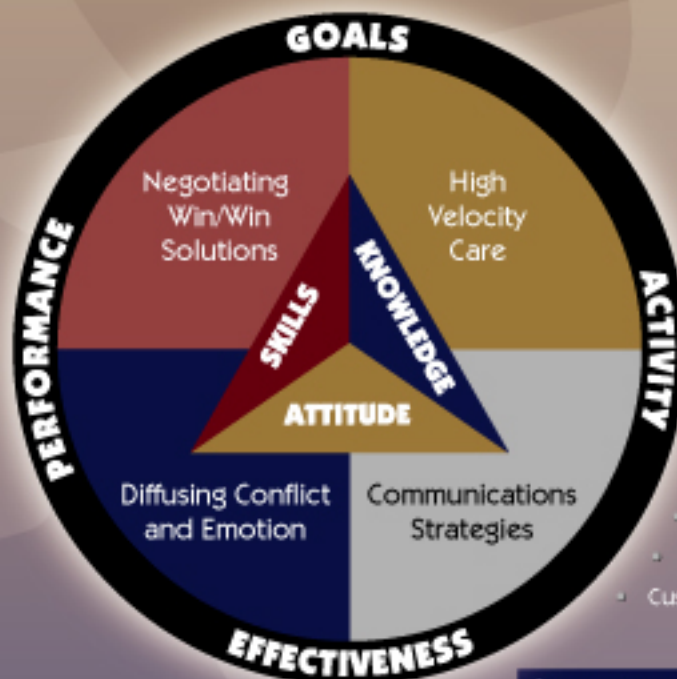 GOALS
Negotiating
Win/Win
Solutions
High
Velocity
Care
PERFORMANCE
SKILLS
KNOWLEDGE
ACTIVITY
ATTITUDE
Diffusing Conflict
and Emotion
Communications
Strategies
EFFECTIVENESS